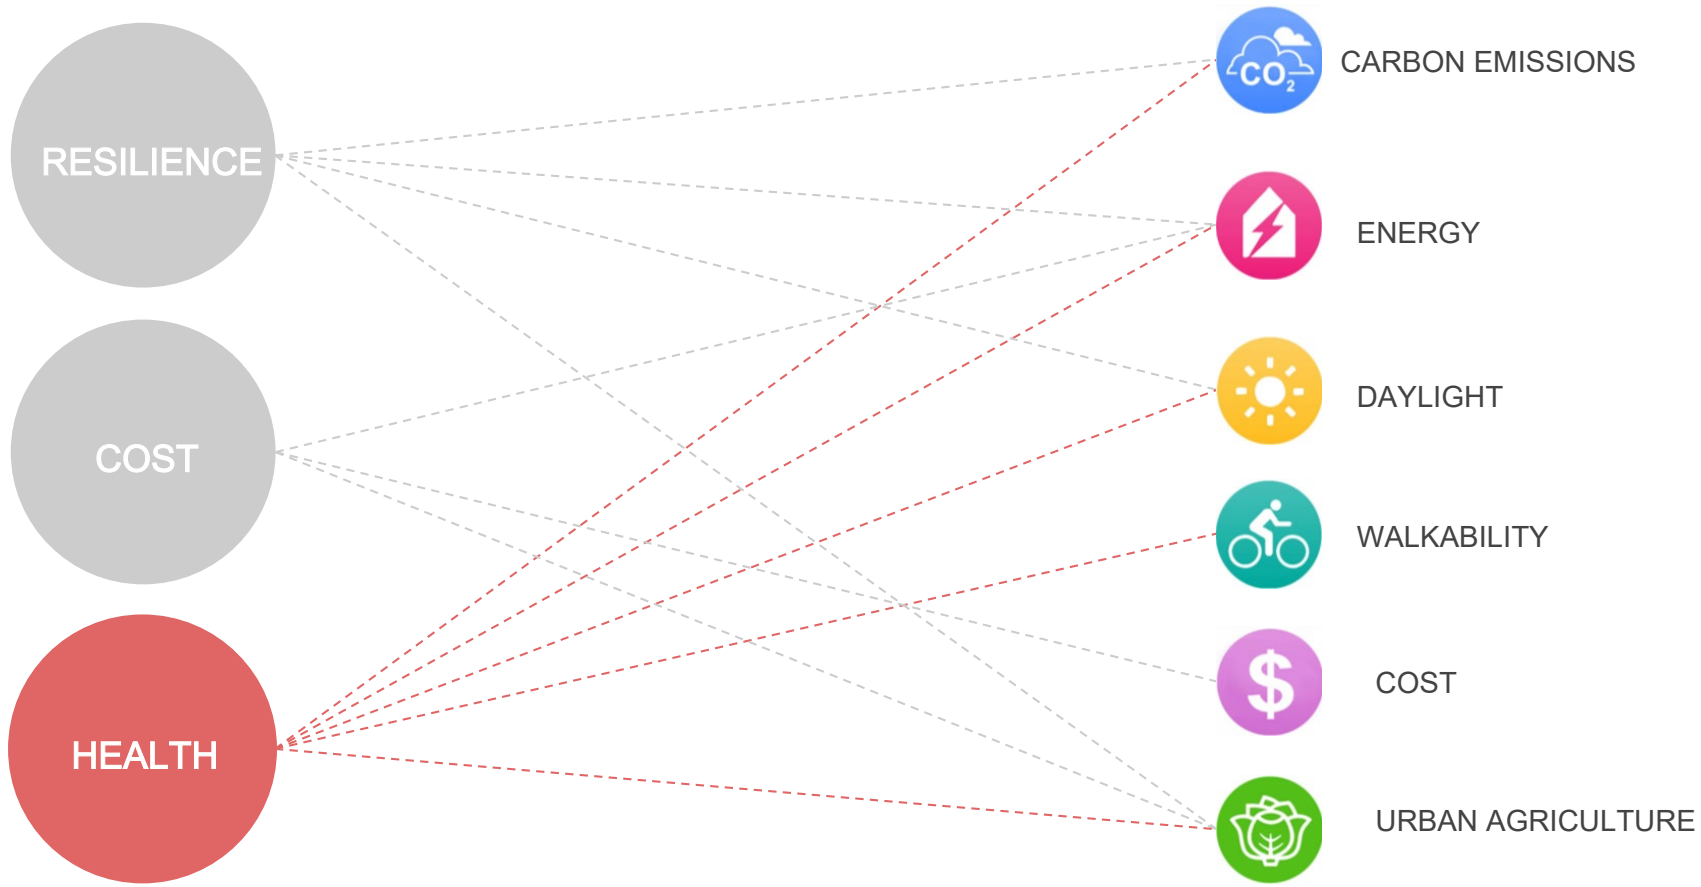 RESILIENCE
COST
HEALTH
CO2
CARBON EMISSIONS
ENERGY
DAYLIGHT
WALKABILITY
$
COST
URBAN AGRICULTURE